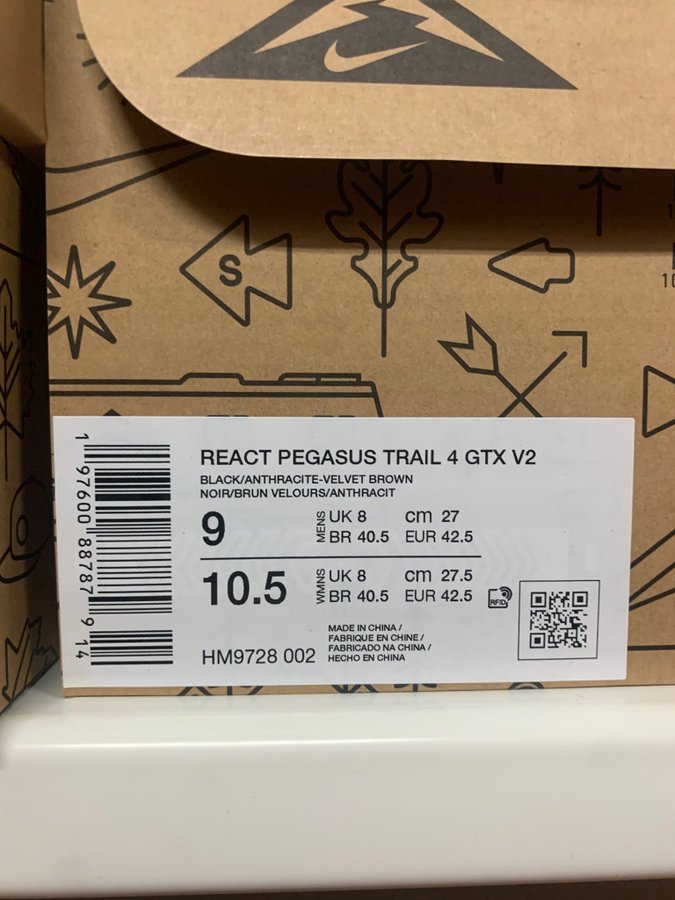 S
10
REACT PEGASUS TRAIL 4 GTX V2
BLACK/ANTHRACITE-VELVET BROWN
NOIR/BRUN VELOURS/ANTHRACIT
9 MENS UK 8 cm 27
BR 40.5 EUR 42.5
10.5 WMNS UK 8 cm 27.5
BR 40.5 EUR 42.5
RFID
HM9728 002
MADE IN CHINA /
FABRIQUE EN CHINE /
FABRICADO NA CHINA /
HECHO EN CHINA
1 97600 88787 9 14